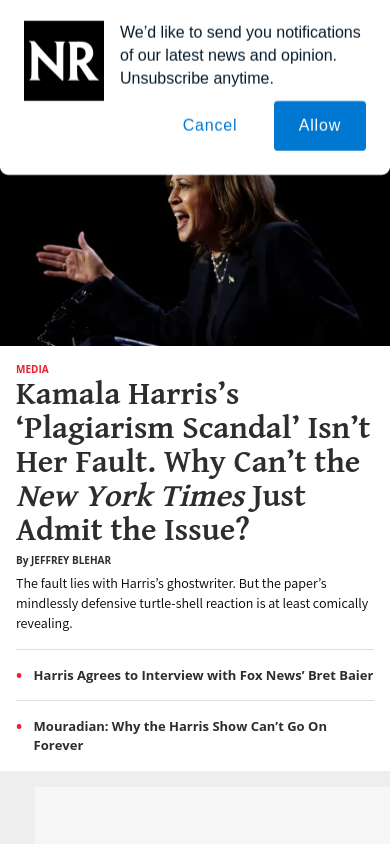 NR
We’d like to send you notifications
of our latest news and opinion.
Unsubscribe anytime.
Cancel
Allow
MEDIA
Kamala Harris’s
‘Plagiarism Scandal’ Isn’t
Her Fault. Why Can’t the
New York Times Just
Admit the Issue?
By JEFFREY BLEHAR
The fault lies with Harris’s ghostwriter. But the paper’s
mindlessly defensive turtle-shell reaction is at least comically
revealing.
• Harris Agrees to Interview with Fox News’ Bret Baier
• Mouradian: Why the Harris Show Can’t Go On
Forever